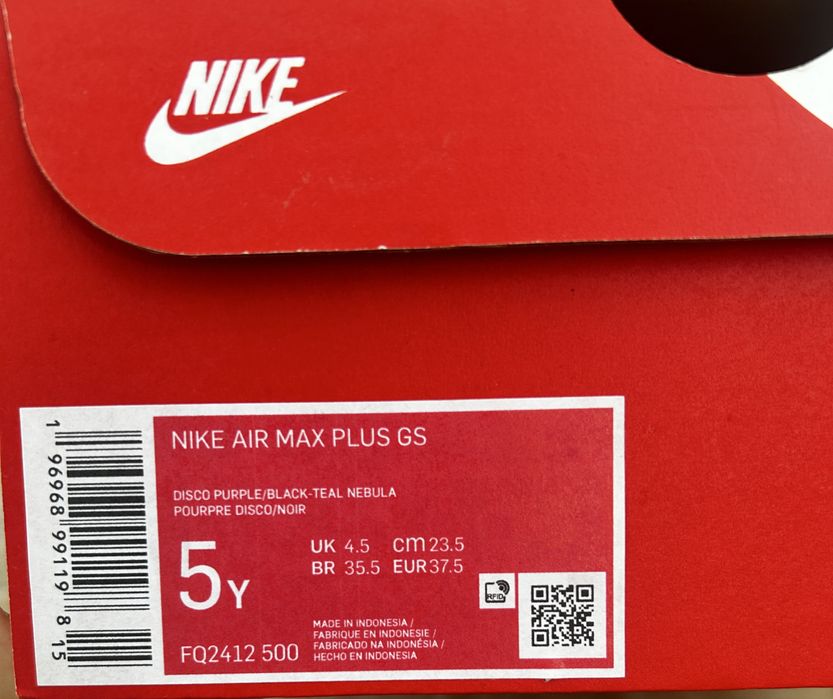 NIKE
NIKE AIR MAX PLUS GS
DISCO PURPLE/BLACK-TEAL NEBULA
POURPRE DISCO/NOIR
5Y
UK 4.5 cm 23.5
BR 35.5 EUR 37.5
RFID
MADE IN INDONESIA /
FABRIQUE EN INDONESIE /
FABRICADO NA INDONÉSIA /
HECHO EN INDONESIA
FQ2412 500
1 96968 99119 8 15